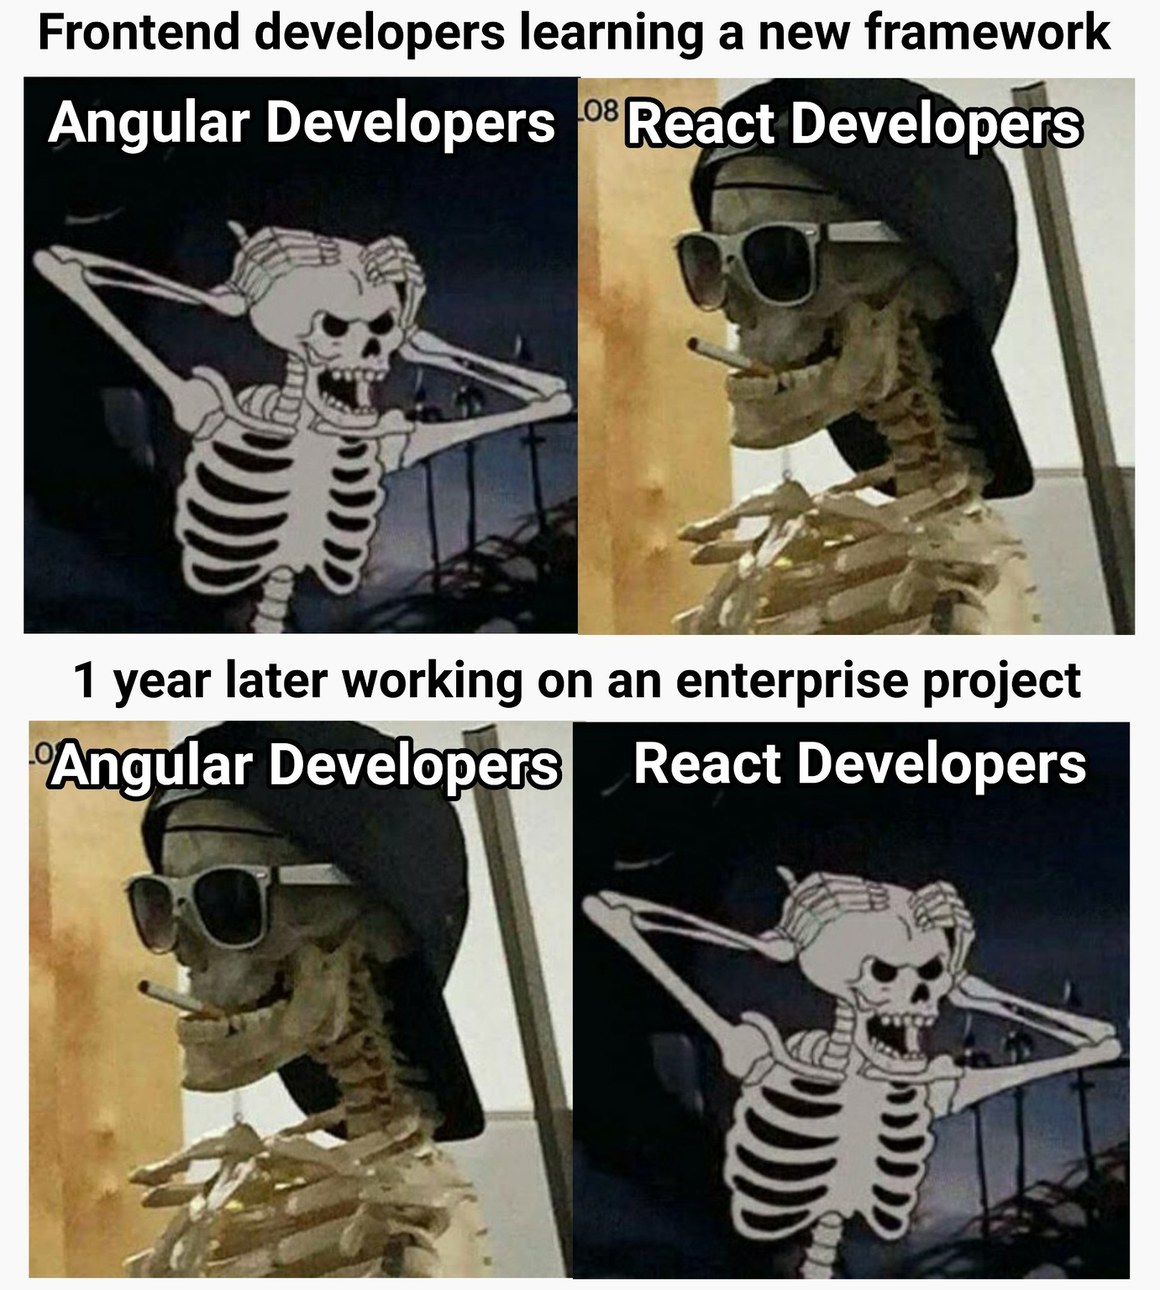 Frontend developers learning a new framework
Angular Developers
.08
React Developers
1 year later working on an enterprise project
Angular Developers
React Developers